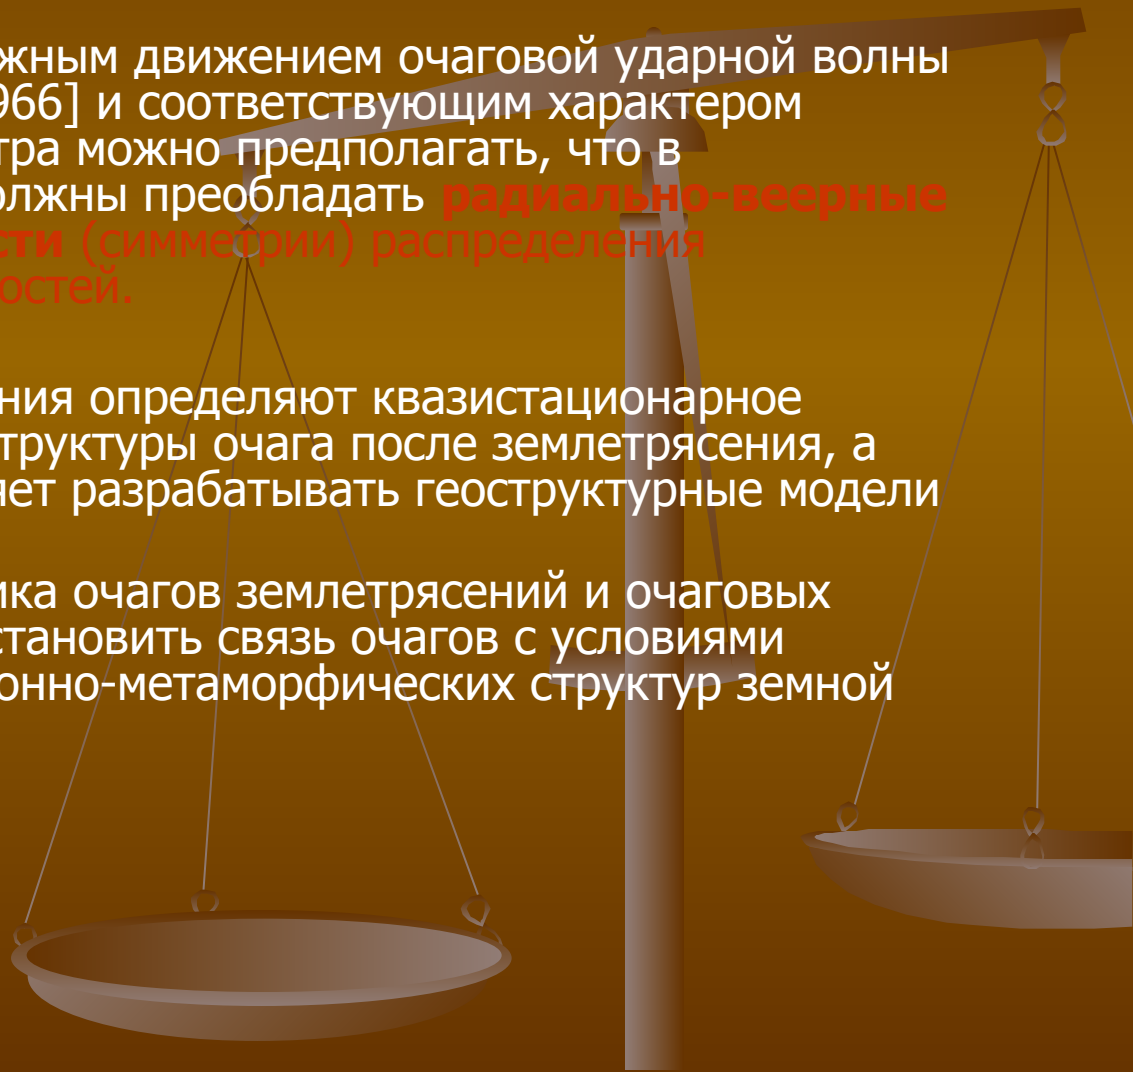 жным движением очаговой ударной волны
966] и соответствующим характером
тра можно предполагать, что в
олжны преобладать радиально-веерные
сти (симметрии) распределения
остей.
ния определяют квазистационарное
труктуры очага после землетрясения, а
яет разрабатывать геоструктурные модели
ика очагов землетрясений и очаговых
становить связь очагов с условиями
онно-метаморфических структур земной